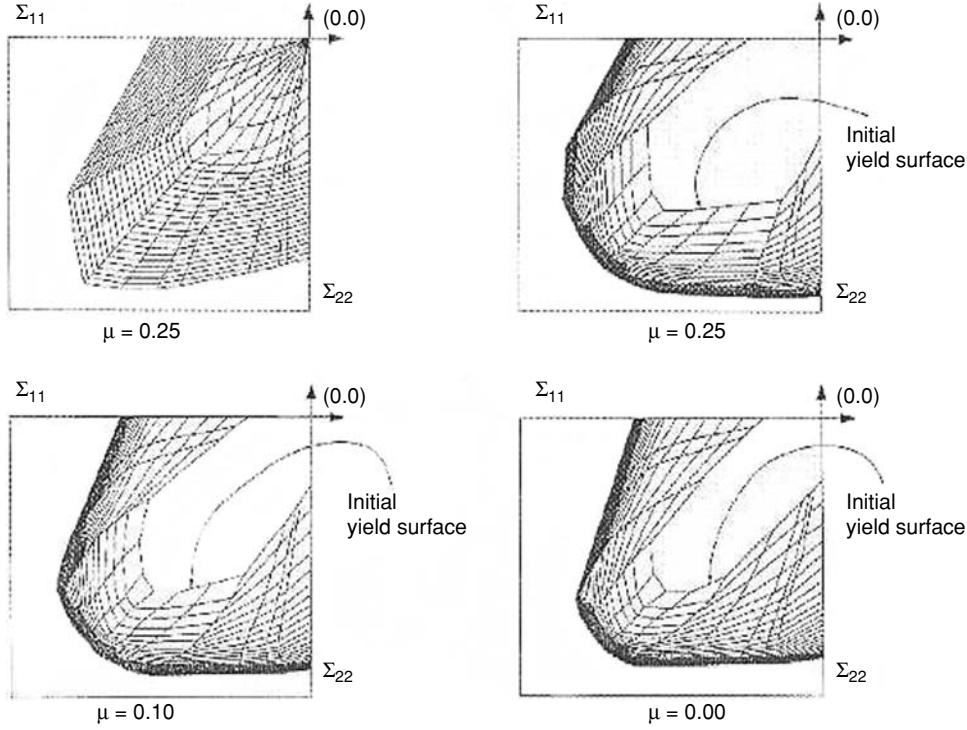 Σ11 (0.0)
Σ22
μ = 0.25
Σ11 (0.0)
Initial
yield surface
Σ22
μ = 0.25
Σ11 (0.0)
Initial
yield surface
Σ22
μ = 0.10
Σ11 (0.0)
Initial
yield surface
Σ22
μ = 0.00